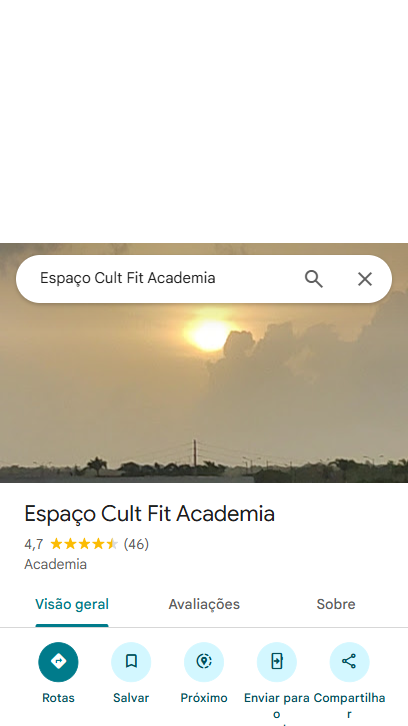 Espaço Cult Fit Academia
Espaço Cult Fit Academia
4,7 (46)
Academia
Visão geral Avaliações Sobre
Rotas Salvar Próximo Enviar para o Compartilhar